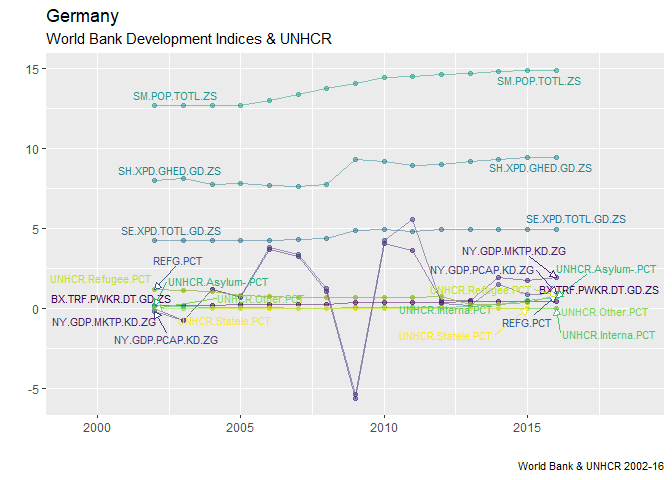 Germany
World Bank Development Indices & UNHCR
15
SM.POP.TOTL.ZS
SM.POP.TOTL.ZS
10
SH.XPD.GHED.GD.ZS
SH.XPD.GHED.GD.ZS
5
SE.XPD.TOTL.GD.ZS
SE.XPD.TOTL.GD.ZS
NY.GDP.MKTP.KD.ZG
REFG.PCT
NY.GDP.PCAP.KD.ZG
UNHCR.Asylum-.PCT
UNHCR.Refugee.PCT
UNHCR.Asylum-.PCT
UNHCR.Refugee.PCT
BX.TRF.PWKR.DT.GD.ZS
BX.TRF.PWKR.DT.GD.ZS
UNHCR.Other.PCT
0
UNHCR.Interna.PCT
UNHCR.Other.PCT
NY.GDP.MKTP.KD.ZG
UNHCR.Statele.PCT
REFG.PCT
NY.GDP.PCAP.KD.ZG
UNHCR.Statele.PCT
UNHCR.Interna.PCT
-5
2000
2005
2010
2015
World Bank & UNHCR 2002-16